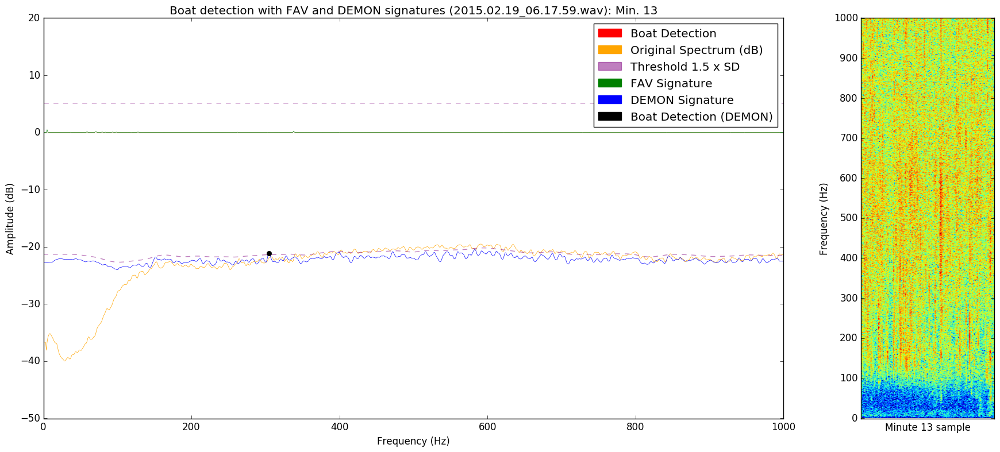 Boat detection with FAV and DEMON signatures (2015.02.19_06.17.59.wav): Min. 13
20
10
0
−10
−20
−30
−40
−50
Amplitude (dB)
0
200
400
600
800
1000
Frequency (Hz)
Boat Detection
Original Spectrum (dB)
Threshold 1.5 x SD
FAV Signature
DEMON Signature
Boat Detection (DEMON)
1000
900
800
700
600
500
400
300
200
100
0
Frequency (Hz)
Minute 13 sample